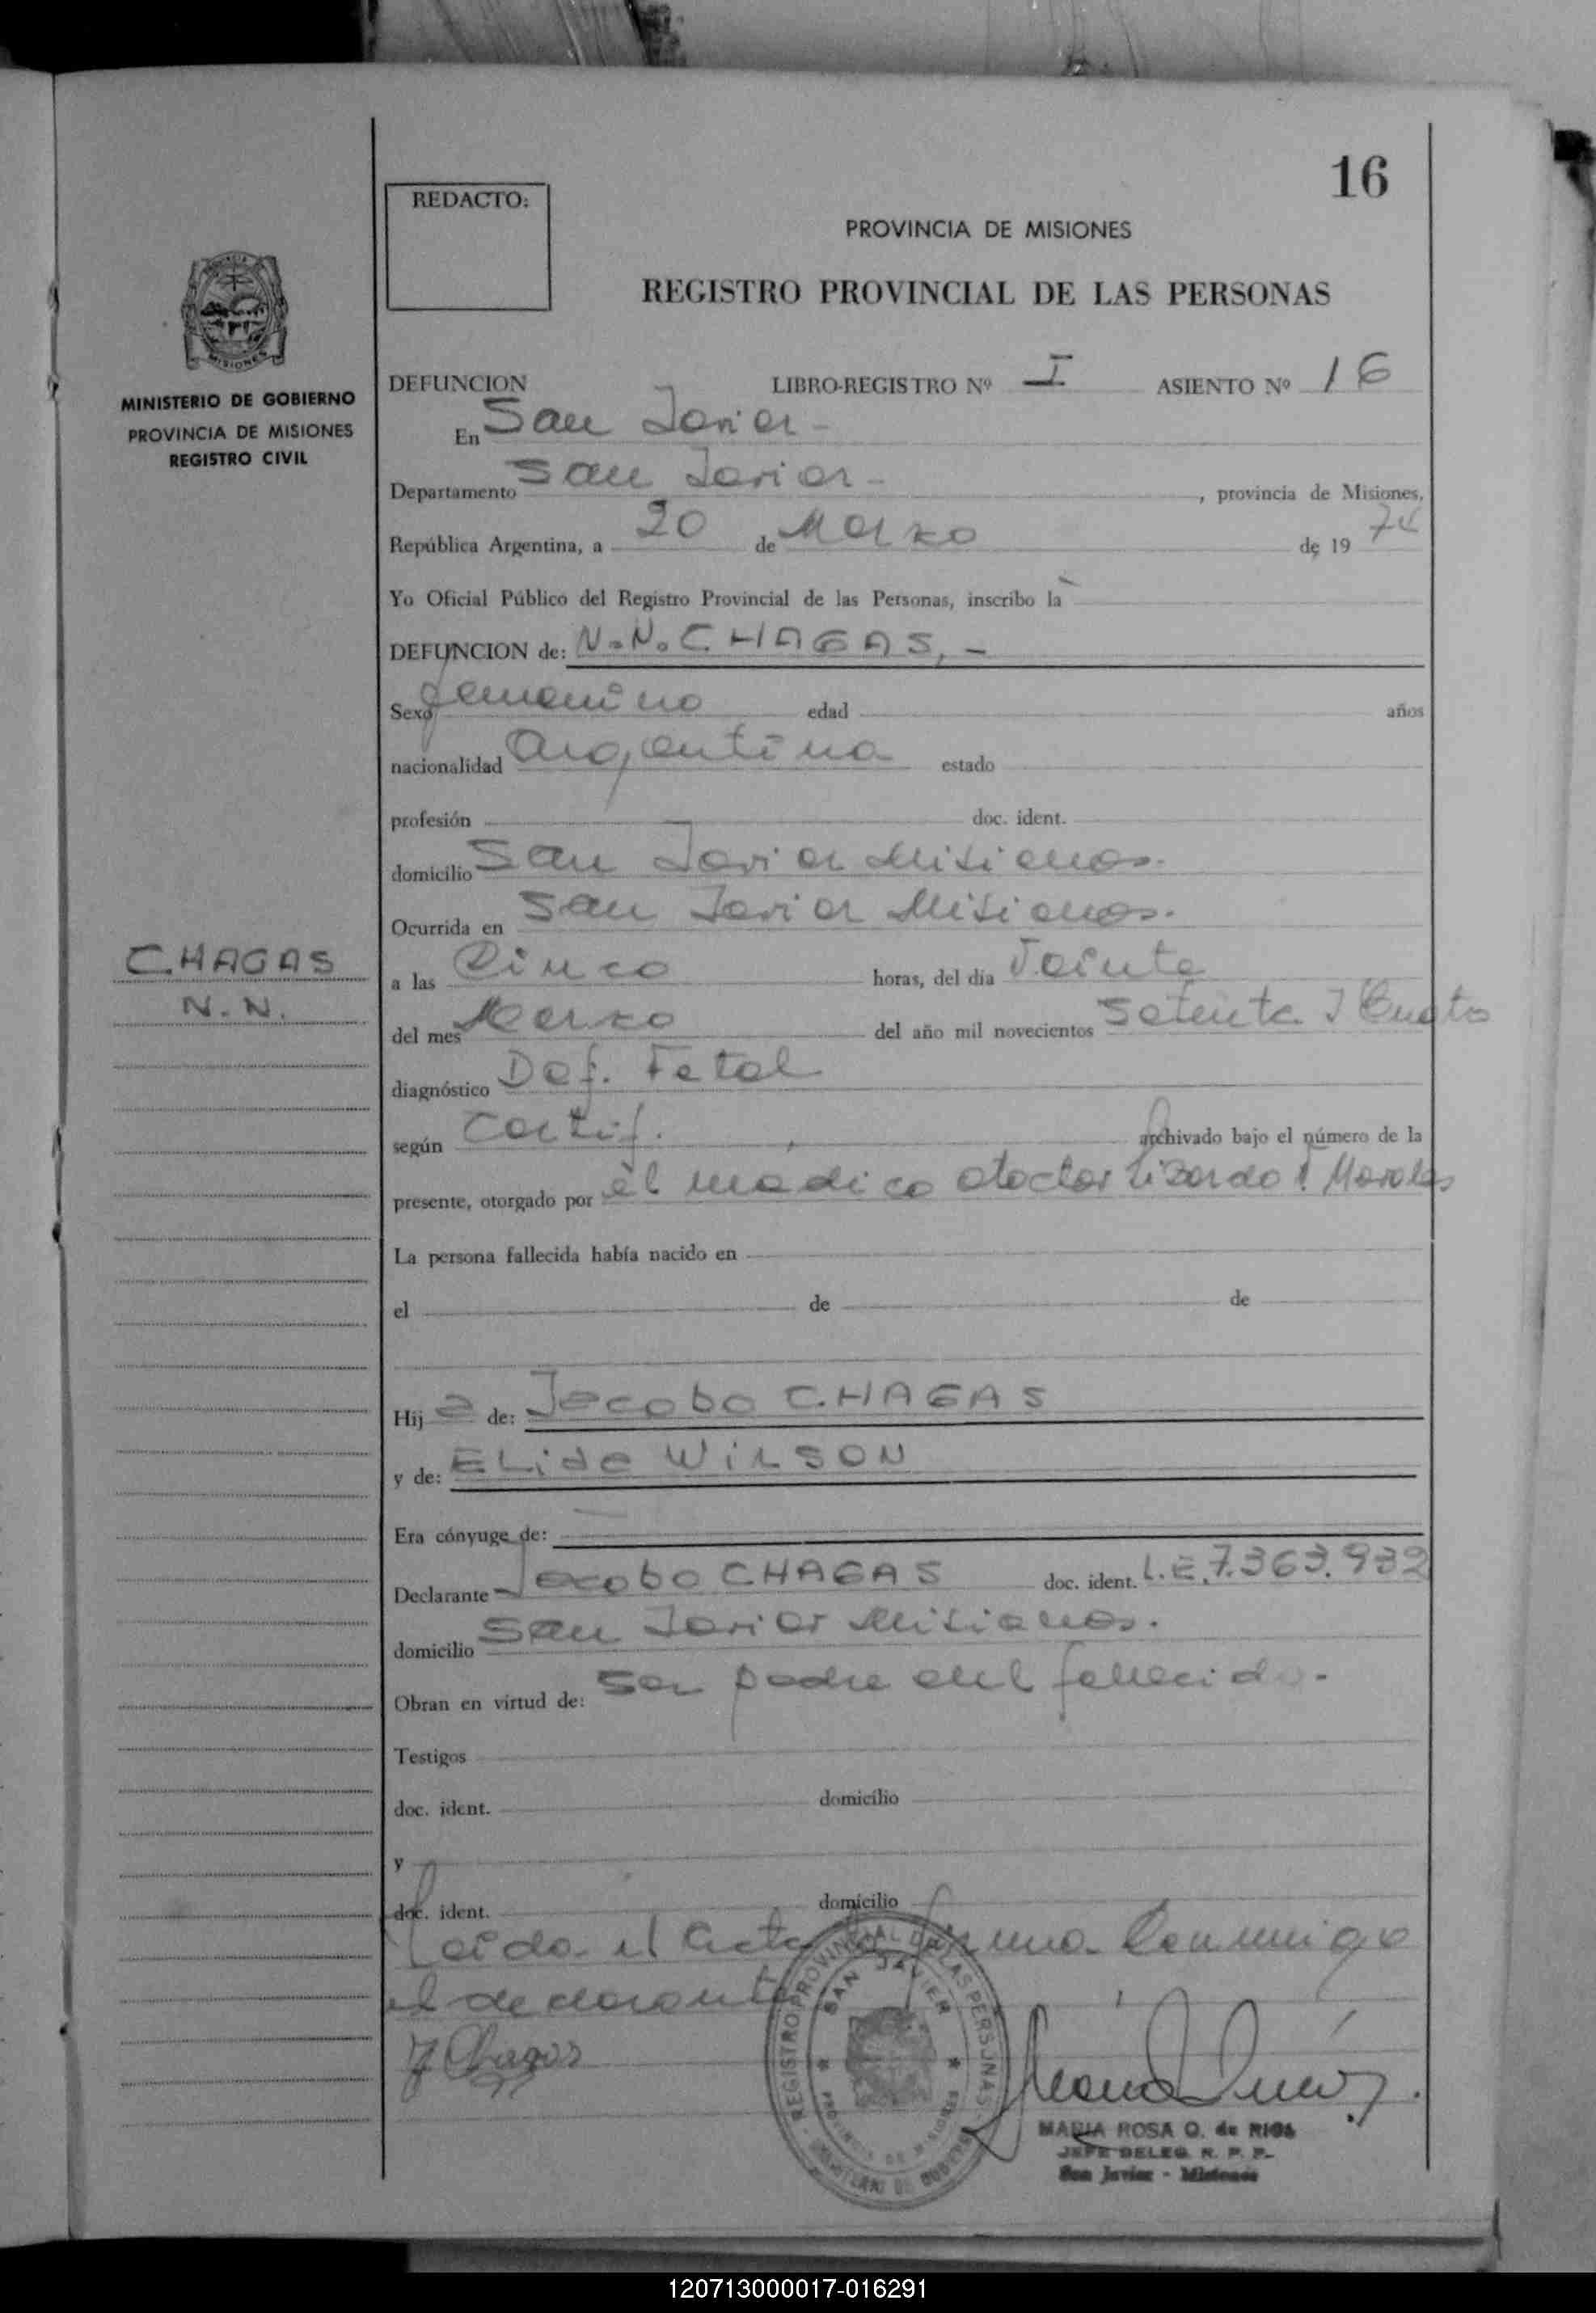 16
REDACTO:
PROVINCIA DE MISIONES
REGISTRO PROVINCIAL DE LAS PERSONAS
MINISTERIO DE GOBIERNO
PROVINCIA DE MISIONES
REGISTRO CIVIL
DEFUNCION LIBRO-REGISTRO Nº I ASIENTO Nº 16
En San Javier-
Departamento San Javier- , provincia de Misiones,
República Argentina, a 20 de Marzo de 1974
Yo Oficial Público del Registro Provincial de las Personas, inscribo la
DEFUNCION de: N.N. CHAGAS,-
Sexo femenino edad años
nacionalidad argentina estado
profesión doc. ident.
domicilio San Javier Misiones.
Ocurrida en San Javier Misiones.
CHAGAS
N.N.
a las Cinco horas, del día Veinte
del mes Marzo del año mil novecientos Setenta y Cuatro
diagnóstico Def. Fetal
según Certif. archivado bajo el número de la
presente, otorgado por el médico doctor Lizardo Morales
La persona fallecida había nacido en
el de de
Hija de: Jacobo CHAGAS
y de: ELida WILSON
Era cónyuge de:
Declarante Jacobo CHAGAS doc. ident. L.E.7.363.932
domicilio San Javier Misiones.
Obran en virtud de: ser padre del fallecido.-
Testigos
doc. ident. domicilio
y
doc. ident. domicilio
Leída el Acta la firma Conmigo
el declarante
J Chagas
REGISTRO PROVINCIAL DE LAS PERSONAS
SAN JAVIER
PROVINCIA DE MISIONES
MARIA ROSA O. de RIOS
JEFE DELEG. R. P. P.
San Javier - Misiones
120713000017-016291